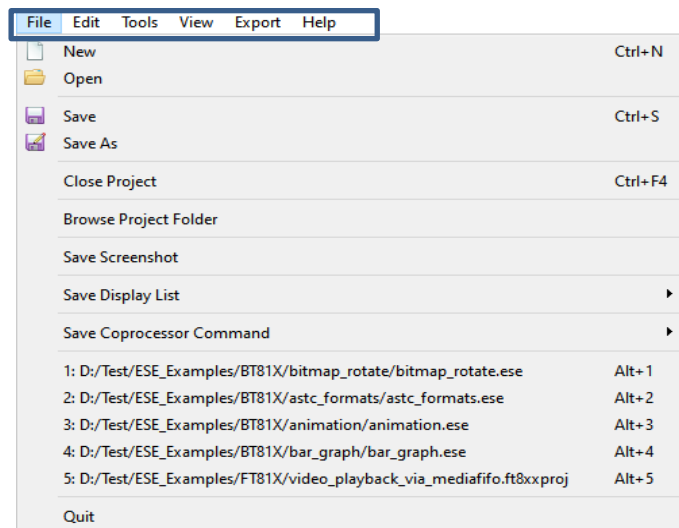 File Edit Tools View Export Help
New Ctrl+N
Open
Save Ctrl+S
Save As
Close Project Ctrl+F4
Browse Project Folder
Save Screenshot
Save Display List
Save Coprocessor Command
1: D:/Test/ESE_Examples/BT81X/bitmap_rotate/bitmap_rotate.ese Alt+1
2: D:/Test/ESE_Examples/BT81X/astc_formats/astc_formats.ese Alt+2
3: D:/Test/ESE_Examples/BT81X/animation/animation.ese Alt+3
4: D:/Test/ESE_Examples/BT81X/bar_graph/bar_graph.ese Alt+4
5: D:/Test/ESE_Examples/FT81X/video_playback_via_mediafifo.ft8xxproj Alt+5
Quit